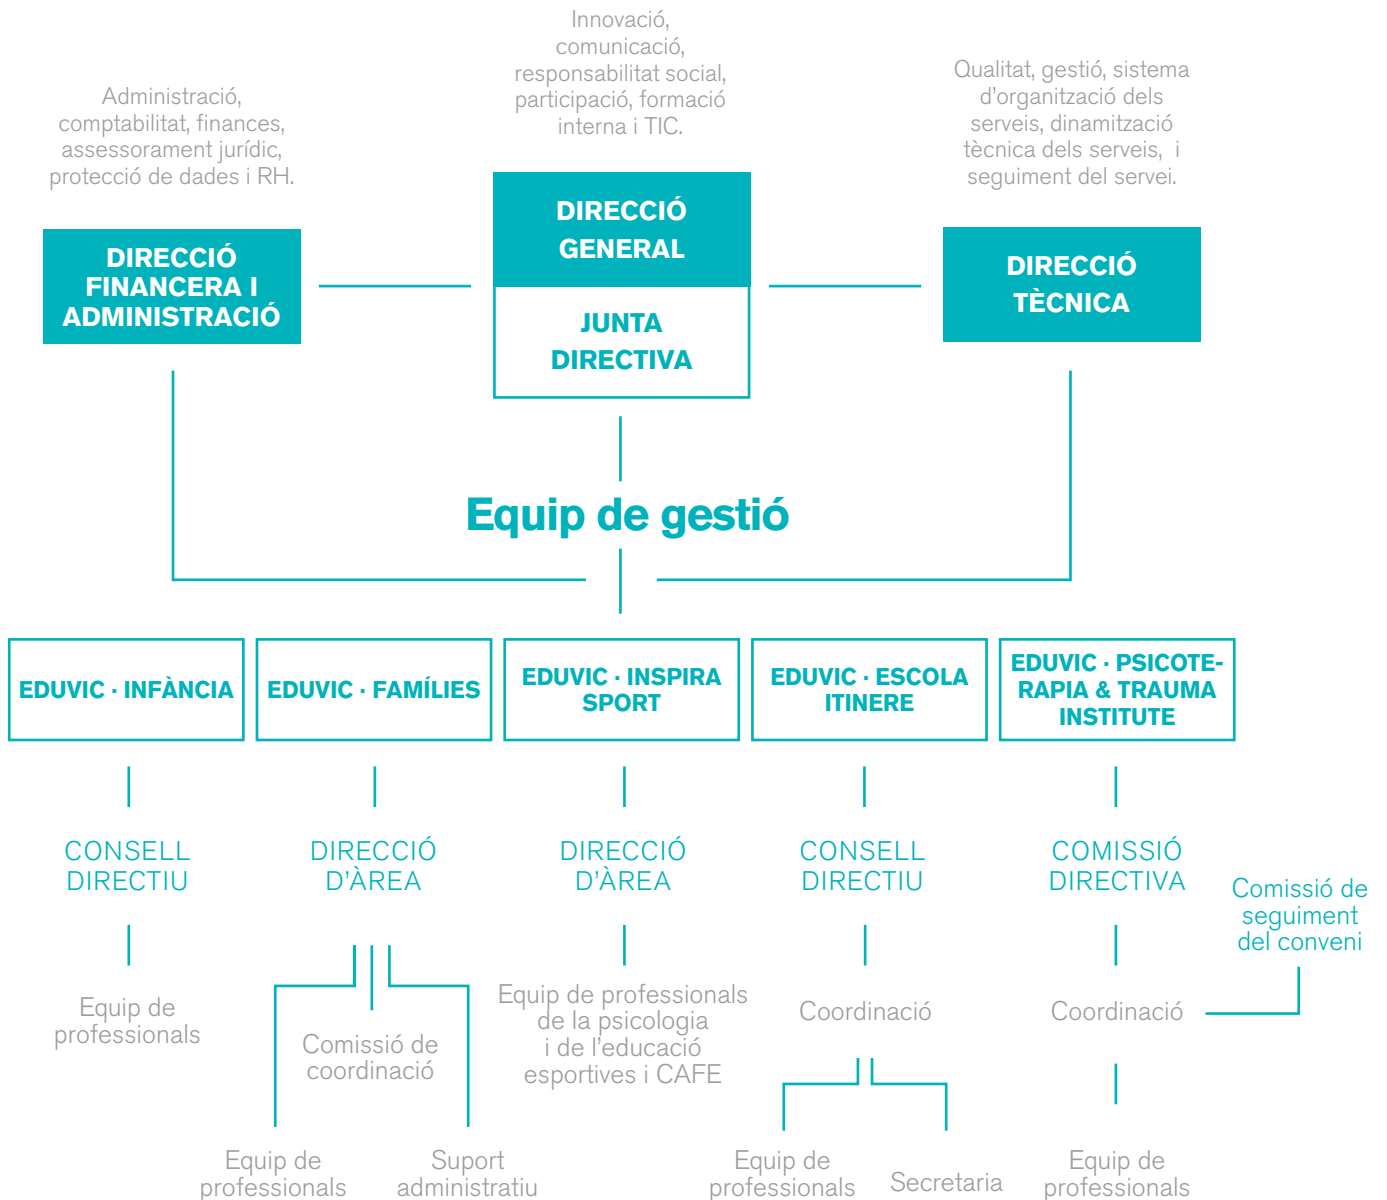 Innovació,
comunicació,
responsabilitat social,
participació, formació
interna i TIC.
Administració,
comptabilitat, finances,
assessorament jurídic,
protecció de dades i RH.
Qualitat, gestió, sistema
d’organització dels
serveis, dinamització
tècnica dels serveis, i
seguiment del servei.
DIRECCIÓ
FINANCERA I
ADMINISTRACIÓ
DIRECCIÓ
GENERAL
JUNTA
DIRECTIVA
DIRECCIÓ
TÈCNICA
Equip de gestió
EDUVIC · INFÀNCIA
EDUVIC · FAMÍLIES
EDUVIC · INSPIRA
SPORT
EDUVIC · ESCOLA
ITINERE
EDUVIC · PSICOTE-
RAPIA & TRAUMA
INSTITUTE
CONSELL
DIRECTIU
DIRECCIÓ
D’ÀREA
DIRECCIÓ
D’ÀREA
CONSELL
DIRECTIU
COMISSIÓ
DIRECTIVA
Comissió de
seguiment
del conveni
Equip de
professionals
Comissió de
coordinació
Equip de professionals
de la psicologia
i de l’educació
esportives i CAFE
Coordinació
Coordinació
Equip de
professionals
Suport
administratiu
Equip de
professionals
Secretaria
Equip de
professionals